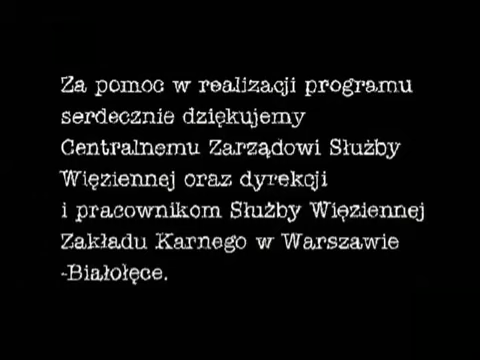 Za pomoc w realizacji programu
serdecznie dziękujemy
Centralnemu Zarządowi Służby
Więziennej oraz dyrekcji
i pracownikom Służby Więziennej
Zakładu Karnego w Warszawie
-Białołęce.